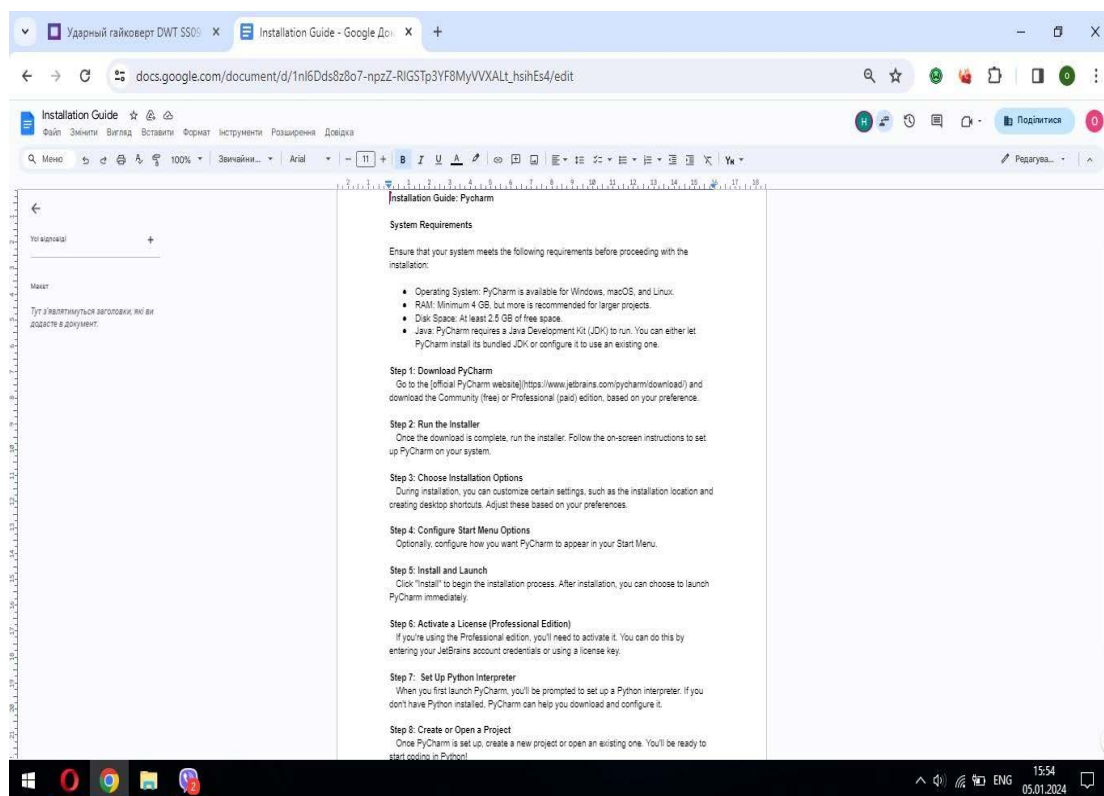 Ударный гайковерт DWT SS09
Installation Guide - Google До
docs.google.com/document/d/1nI6Dds8z8o7-npzZ-RIGSTp3YF8MyVVXALt_hsihEs4/edit
Installation Guide
Файл Змінити Вигляд Вставити Формат Інструменти Розширення Довідка
Поділитися
Меню 100% Звичайни... Arial 11 B I U A Редагува...
Усі відповіді
Макет
Тут з'являтимуться заголовки, які ви
додасте в документ.
Installation Guide: Pycharm
System Requirements
Ensure that your system meets the following requirements before proceeding with the
installation:
Operating System: PyCharm is available for Windows, macOS, and Linux.
RAM: Minimum 4 GB, but more is recommended for larger projects.
Disk Space: At least 2.5 GB of free space.
Java: PyCharm requires a Java Development Kit (JDK) to run. You can either let
PyCharm install its bundled JDK or configure it to use an existing one.
Step 1: Download PyCharm
Go to the [official PyCharm website](https://www.jetbrains.com/pycharm/download/) and
download the Community (free) or Professional (paid) edition, based on your preference.
Step 2: Run the Installer
Once the download is complete, run the installer. Follow the on-screen instructions to set
up PyCharm on your system.
Step 3: Choose Installation Options
During installation, you can customize certain settings, such as the installation location and
creating desktop shortcuts. Adjust these based on your preferences.
Step 4: Configure Start Menu Options
Optionally, configure how you want PyCharm to appear in your Start Menu.
Step 5: Install and Launch
Click "Install" to begin the installation process. After installation, you can choose to launch
PyCharm immediately.
Step 6: Activate a License (Professional Edition)
If you're using the Professional edition, you'll need to activate it. You can do this by
entering your JetBrains account credentials or using a license key.
Step 7: Set Up Python Interpreter
When you first launch PyCharm, you'll be prompted to set up a Python interpreter. If you
don't have Python installed, PyCharm can help you download and configure it.
Step 8: Create or Open a Project
Once PyCharm is set up, create a new project or open an existing one. You'll be ready to
start coding in Python!
ENG
15:54
05.01.2024